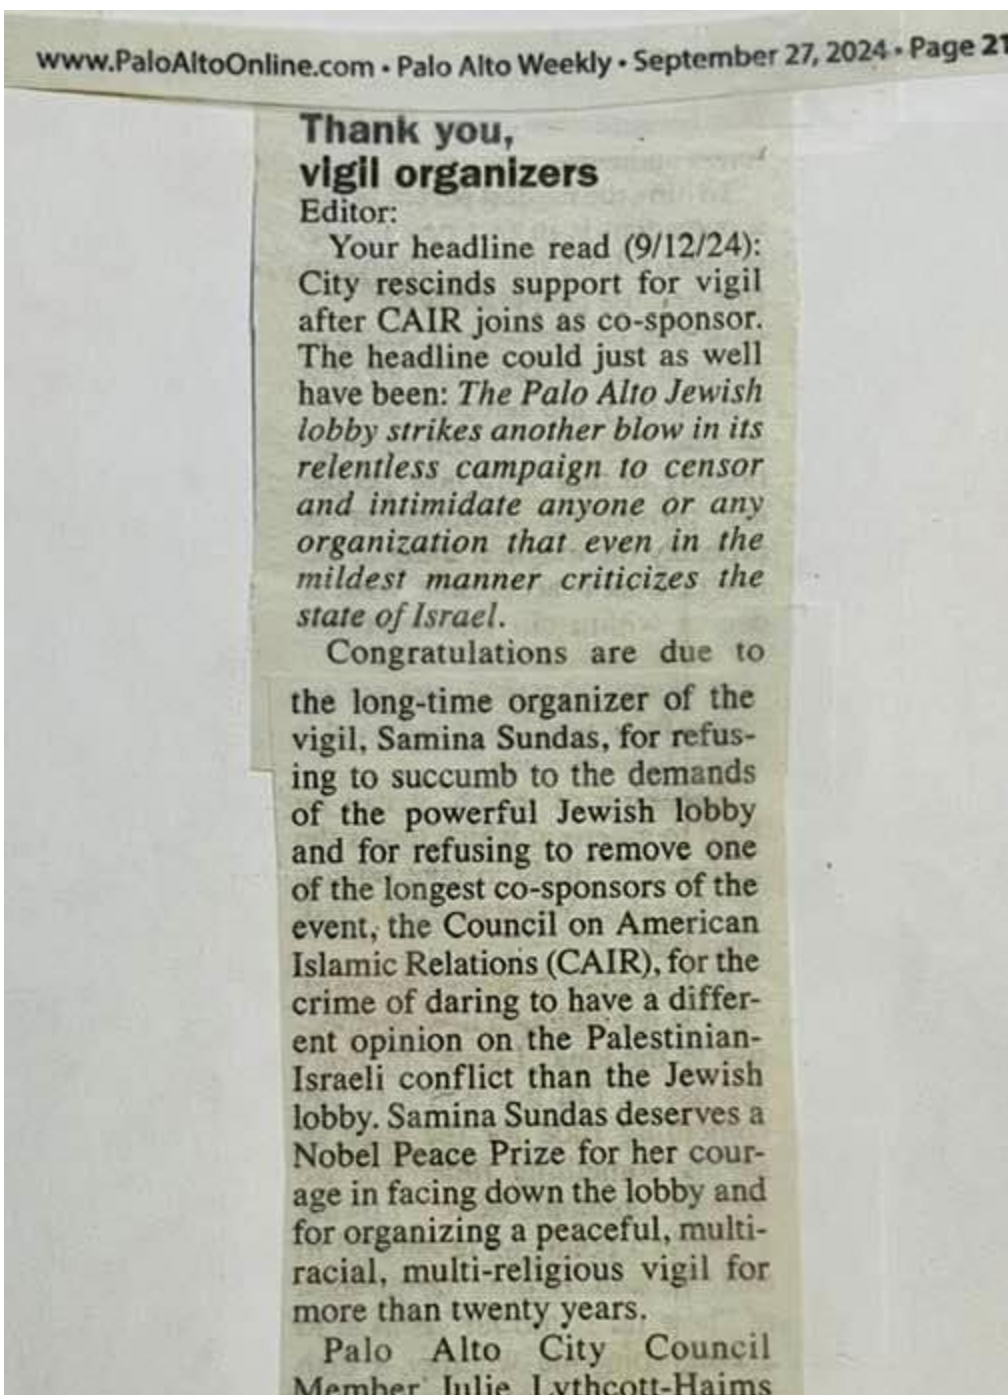 www.PaloAltoOnline.com • Palo Alto Weekly • September 27, 2024 • Page 21
Thank you,
vigil organizers
Editor:
Your headline read (9/12/24):
City rescinds support for vigil
after CAIR joins as co-sponsor.
The headline could just as well
have been: The Palo Alto Jewish
lobby strikes another blow in its
relentless campaign to censor
and intimidate anyone or any
organization that even in the
mildest manner criticizes the
state of Israel.
Congratulations are due to
the long-time organizer of the
vigil, Samina Sundas, for refus-
ing to succumb to the demands
of the powerful Jewish lobby
and for refusing to remove one
of the longest co-sponsors of the
event, the Council on American
Islamic Relations (CAIR), for the
crime of daring to have a differ-
ent opinion on the Palestinian-
Israeli conflict than the Jewish
lobby. Samina Sundas deserves a
Nobel Peace Prize for her cour-
age in facing down the lobby and
for organizing a peaceful, multi-
racial, multi-religious vigil for
more than twenty years.
Palo Alto City Council
Member Julie Lythcott-Haims